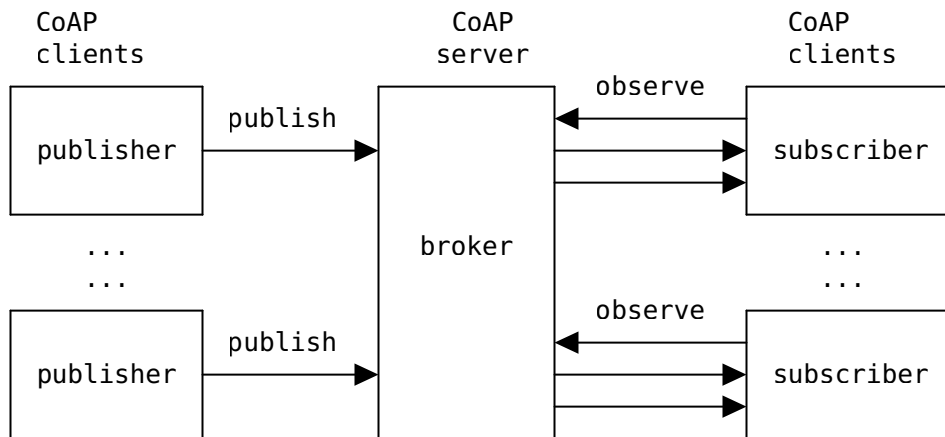 CoAP
clients
CoAP
server
CoAP
clients
publisher
publish
broker
observe
subscriber
...
...
...
...
publisher
publish
observe
subscriber